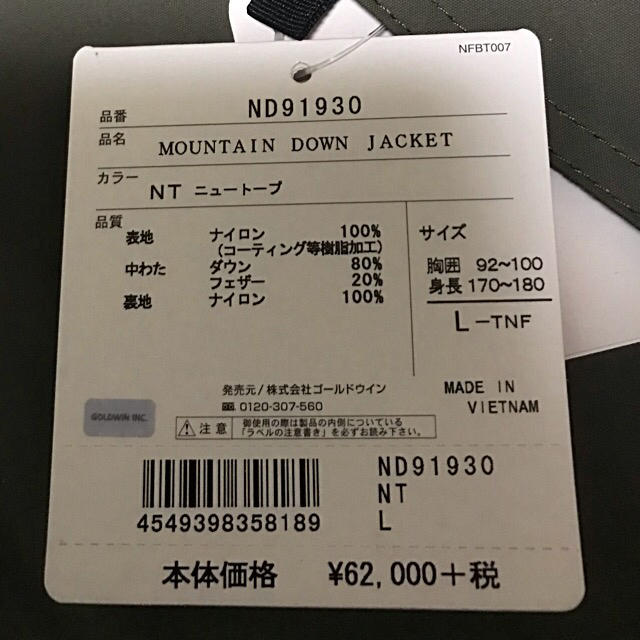 NFBT007
品番 ND91930
品名 MOUNTAIN DOWN JACKET
カラー NT ニュートープ
品質
表地 ナイロン 100%
(コーティング等樹脂加工)
中わた ダウン 80%
フェザー 20%
裏地 ナイロン 100%
サイズ
胸囲 92~100
身長 170~180
L-TNF
発売元/株式会社ゴールドウイン
0120-307-560
MADE IN
VIETNAM
GOLDWIN INC.
注意 御使用の際は製品の内側についている
「ラベルの注意書き」を必ずお読み下さい。
4549398358189
ND91930
NT
L
本体価格 ¥62,000+税